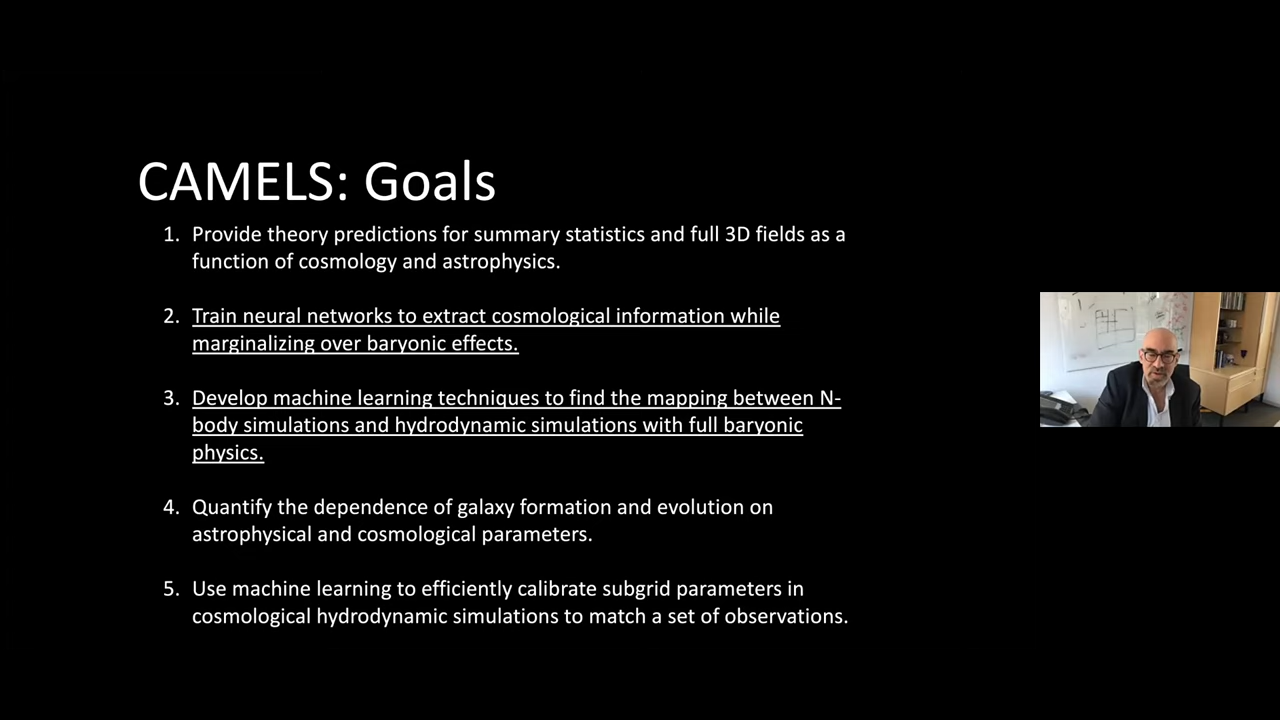 CAMELS: Goals
1. Provide theory predictions for summary statistics and full 3D fields as a
function of cosmology and astrophysics.
2. Train neural networks to extract cosmological information while
marginalizing over baryonic effects.
3. Develop machine learning techniques to find the mapping between N-
body simulations and hydrodynamic simulations with full baryonic
physics.
4. Quantify the dependence of galaxy formation and evolution on
astrophysical and cosmological parameters.
5. Use machine learning to efficiently calibrate subgrid parameters in
cosmological hydrodynamic simulations to match a set of observations.